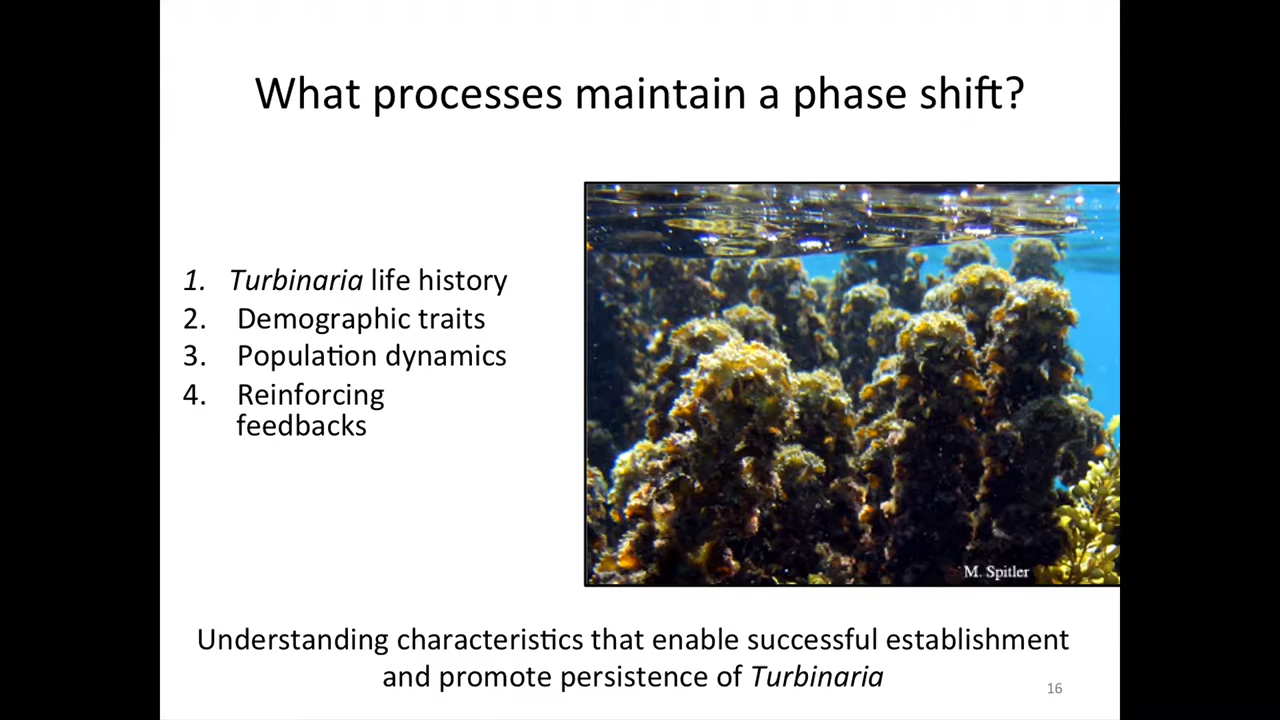 What processes maintain a phase shift?
1. Turbinaria life history
2. Demographic traits
3. Population dynamics
4. Reinforcing
feedbacks
M. Spitler
Understanding characteristics that enable successful establishment
and promote persistence of Turbinaria
16